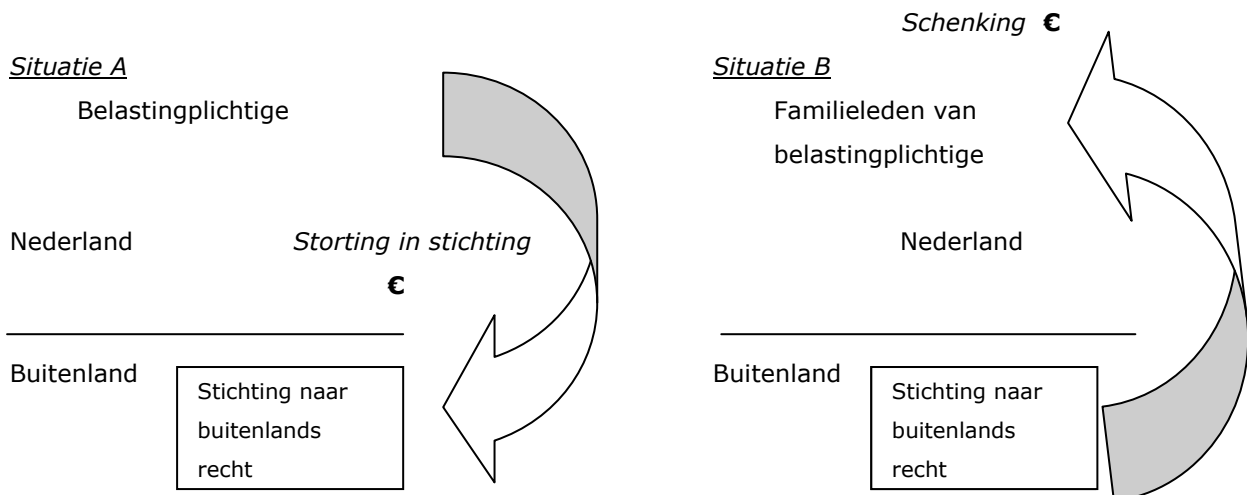 Situatie A
Belastingplichtige
Nederland
Storting in stichting
€
Buitenland
Stichting naar
buitenlands
recht
Schenking €
Situatie B
Familieleden van
belastingplichtige
Nederland
Buitenland
Stichting naar
buitenlands
recht